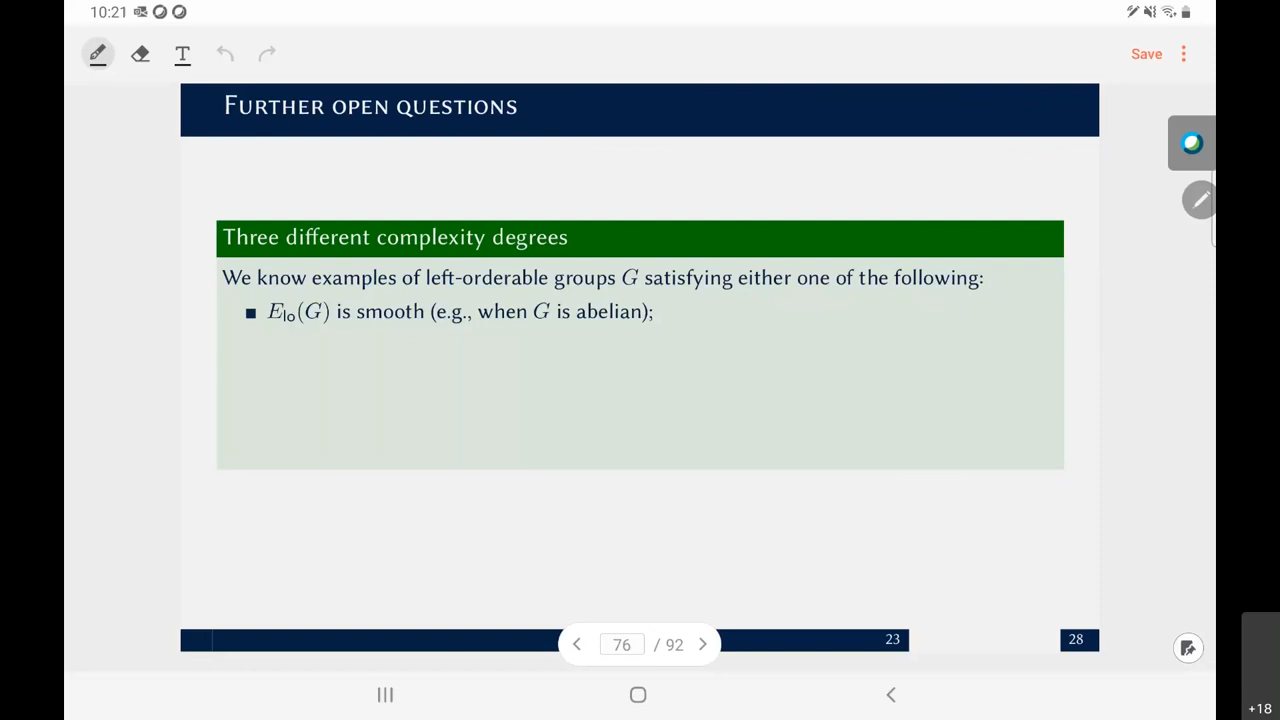 10:21
T
Save
FURTHER OPEN QUESTIONS
Three different complexity degrees
We know examples of left-orderable groups G satisfying either one of the following:
■ E_lo(G) is smooth (e.g., when G is abelian);
23
28
76 / 92
+18